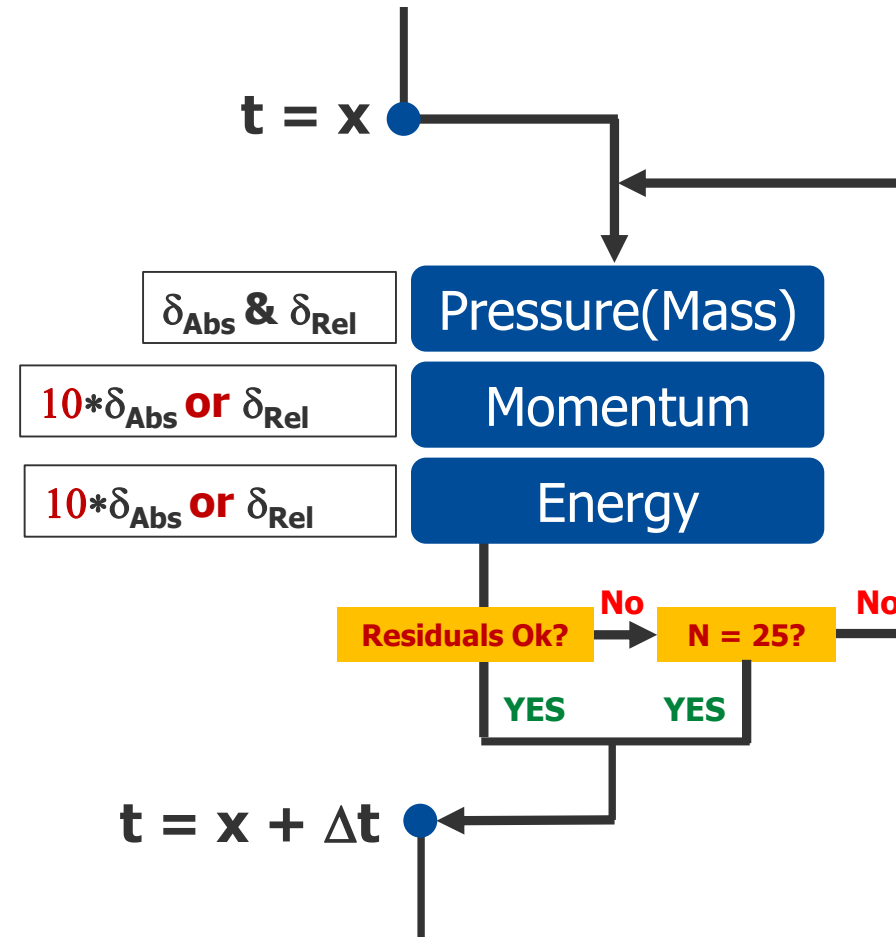 t = x
δAbs & δRel
Pressure(Mass)
10*δAbs or δRel
Momentum
10*δAbs or δRel
Energy
No
No
Residuals Ok?
N = 25?
YES
YES
t = x + Δt